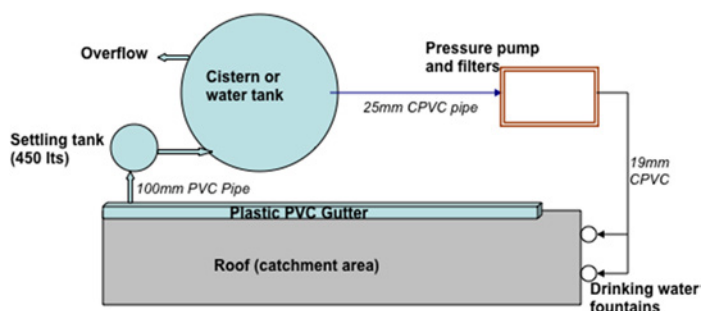 Overflow
Cistern or
water tank
Pressure pump
and filters
25mm CPVC pipe
Settling tank
(450 lts)
100mm PVC Pipe
19mm
CPVC
Plastic PVC Gutter
Roof (catchment area)
Drinking water
fountains